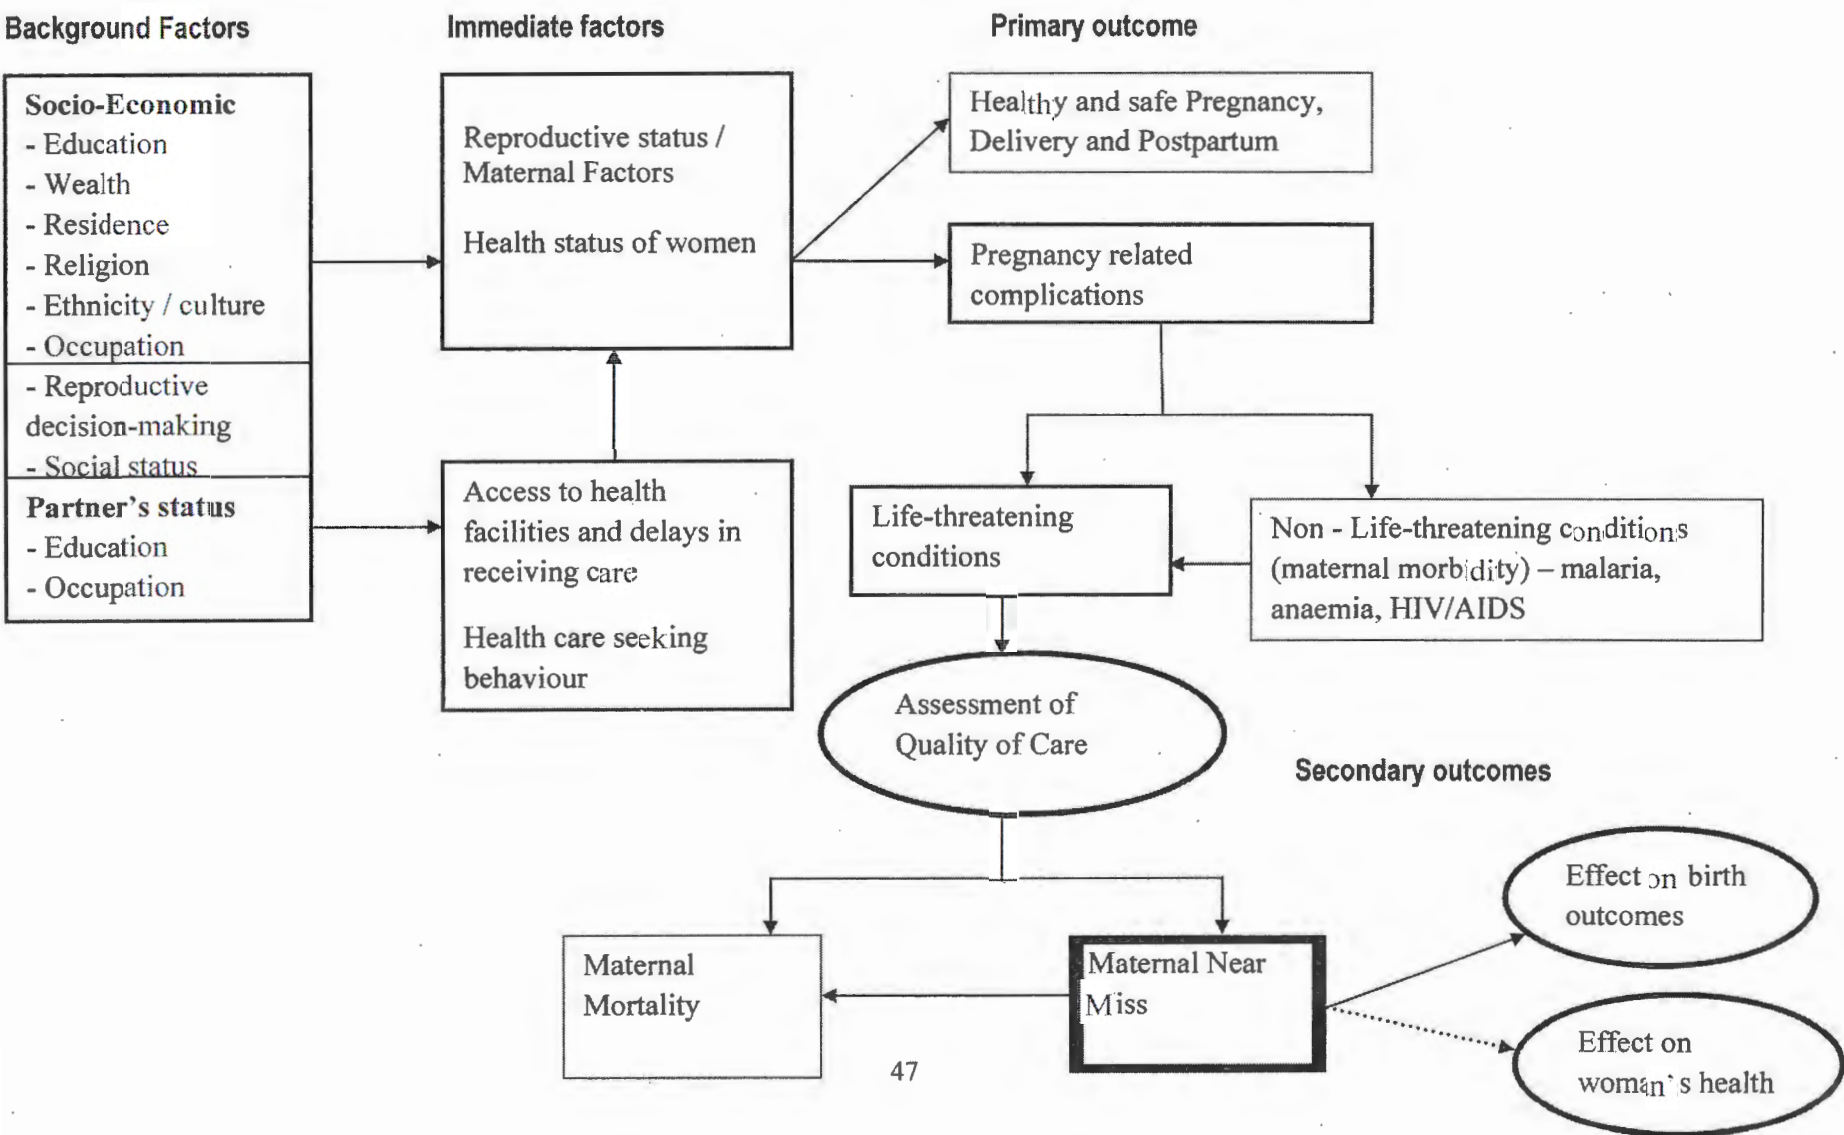 Background Factors
Immediate factors
Primary outcome
Socio-Economic
- Education
- Wealth
- Residence
- Religion
- Ethnicity / culture
- Occupation
- Reproductive
decision-making
- Social status
Partner's status
- Education
- Occupation
Reproductive status /
Maternal Factors
Health status of women
Access to health
facilities and delays in
receiving care
Health care seeking
behaviour
Healthy and safe Pregnancy,
Delivery and Postpartum
Pregnancy related
complications
Life-threatening
conditions
Non - Life-threatening conditions
(maternal morbidity) – malaria,
anaemia, HIV/AIDS
Assessment of
Quality of Care
Secondary outcomes
Maternal
Mortality
Maternal Near
Miss
Effect on birth
outcomes
Effect on
woman's health
47